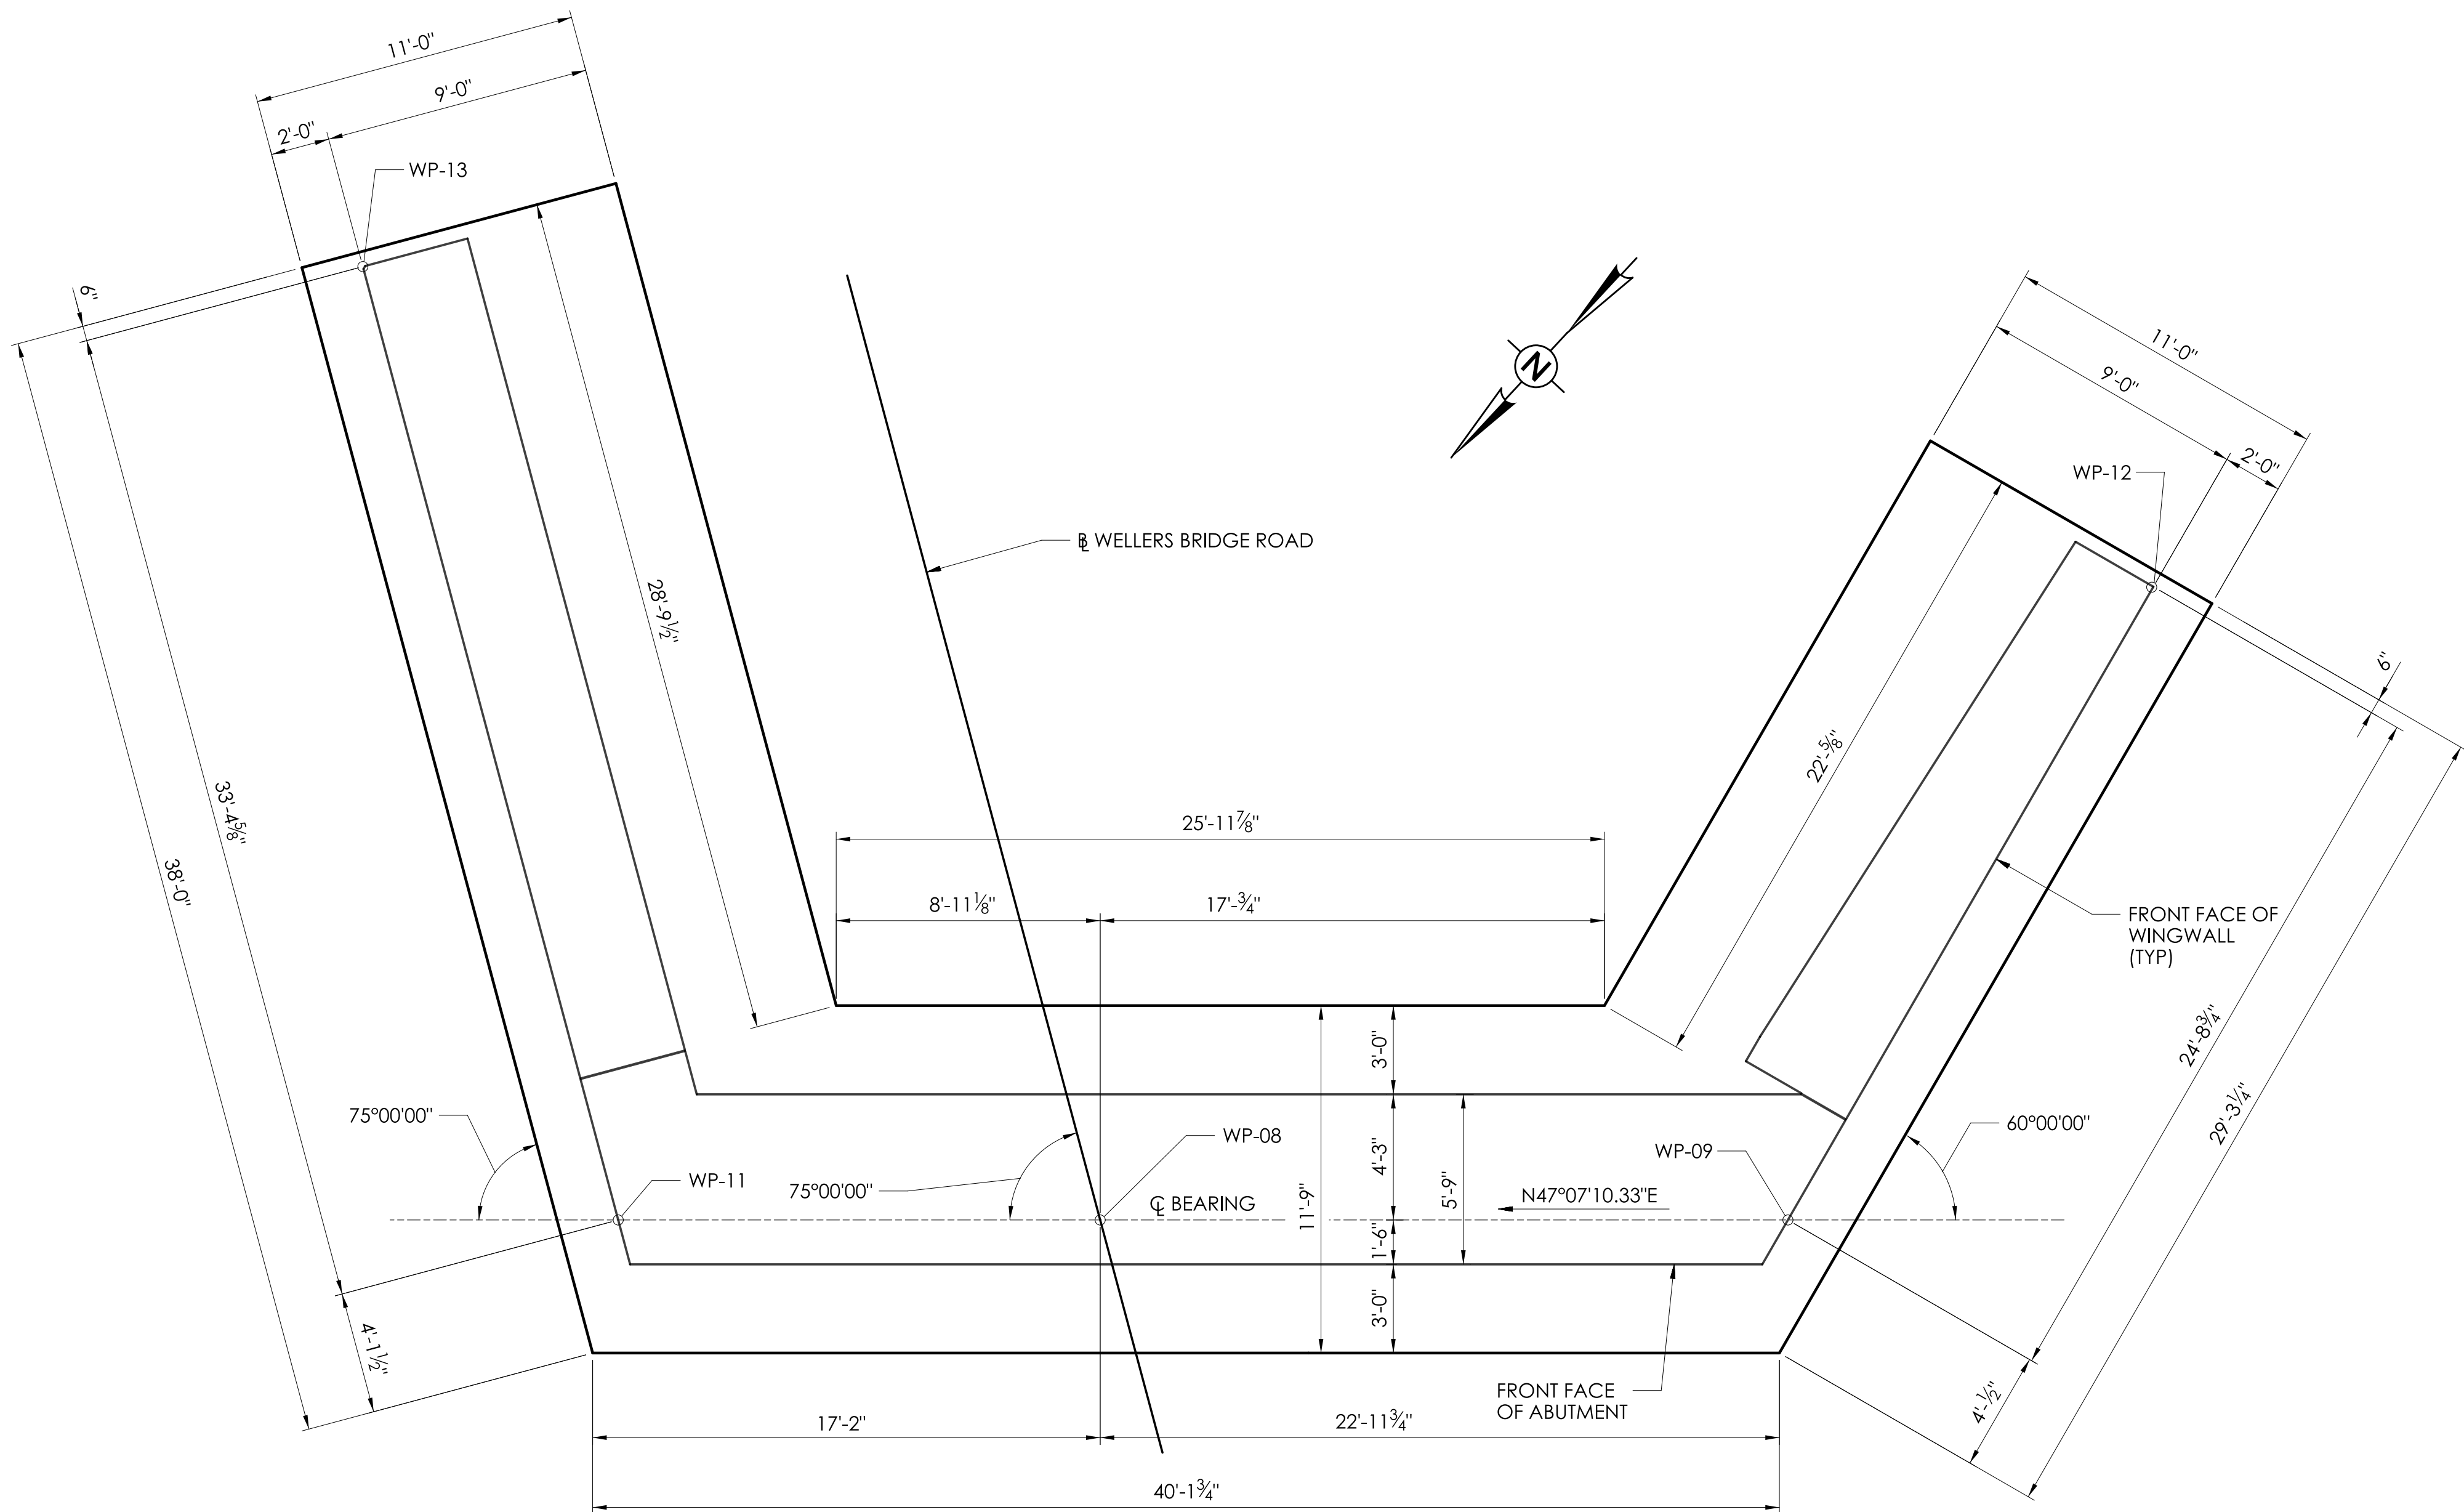 11'-0"
9'-0"
2'-0"
WP-13
6"
N
11'-0"
9'-0"
2'-0"
WP-12
℄ WELLERS BRIDGE ROAD
28'-9½"
6"
22'-⅝"
33'-4⅝"
38'-0"
25'-11⅞"
8'-11⅛"
17'-¾"
FRONT FACE OF
WINGWALL
(TYP)
24'-8¾"
29'-3¼"
3'-0"
75°00'00"
60°00'00"
WP-08
WP-09
4'-3"
WP-11
75°00'00"
℄ BEARING
11'-9"
5'-9"
N47°07'10.33"E
1'-6"
3'-0"
4'-1½"
4'-½"
FRONT FACE
OF ABUTMENT
17'-2"
22'-11¾"
40'-1¾"